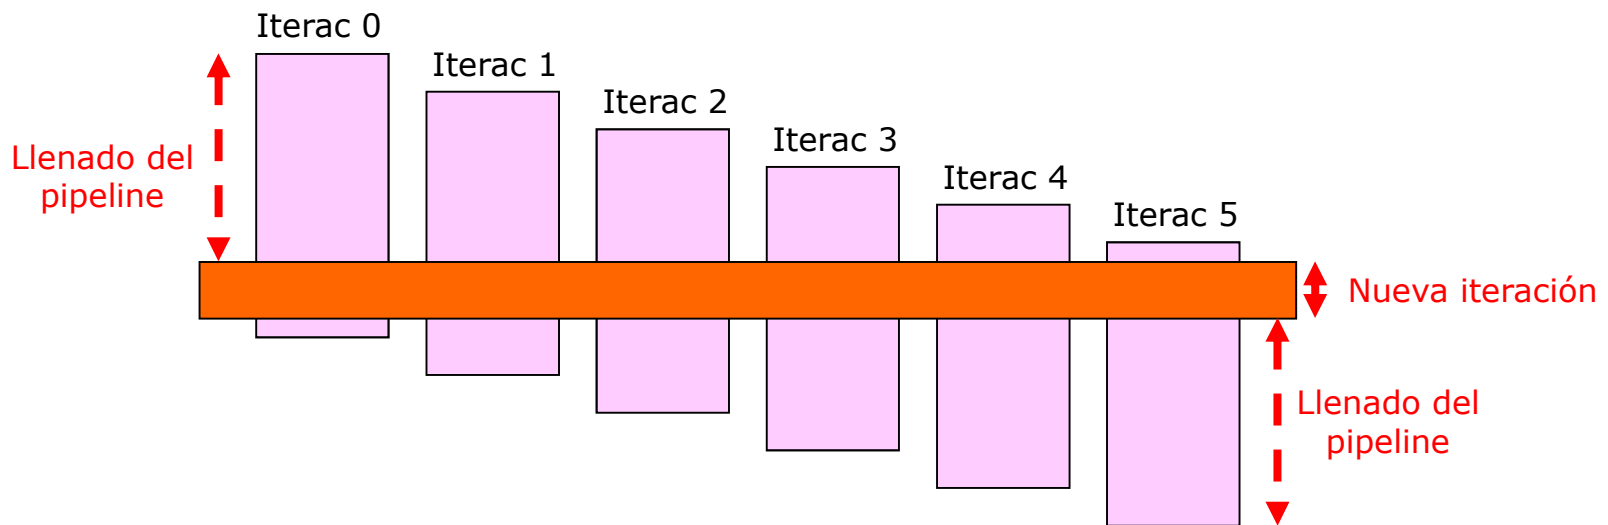 Iterac 0
Iterac 1
Iterac 2
Iterac 3
Iterac 4
Iterac 5
Llenado del
pipeline
Nueva iteración
Llenado del
pipeline